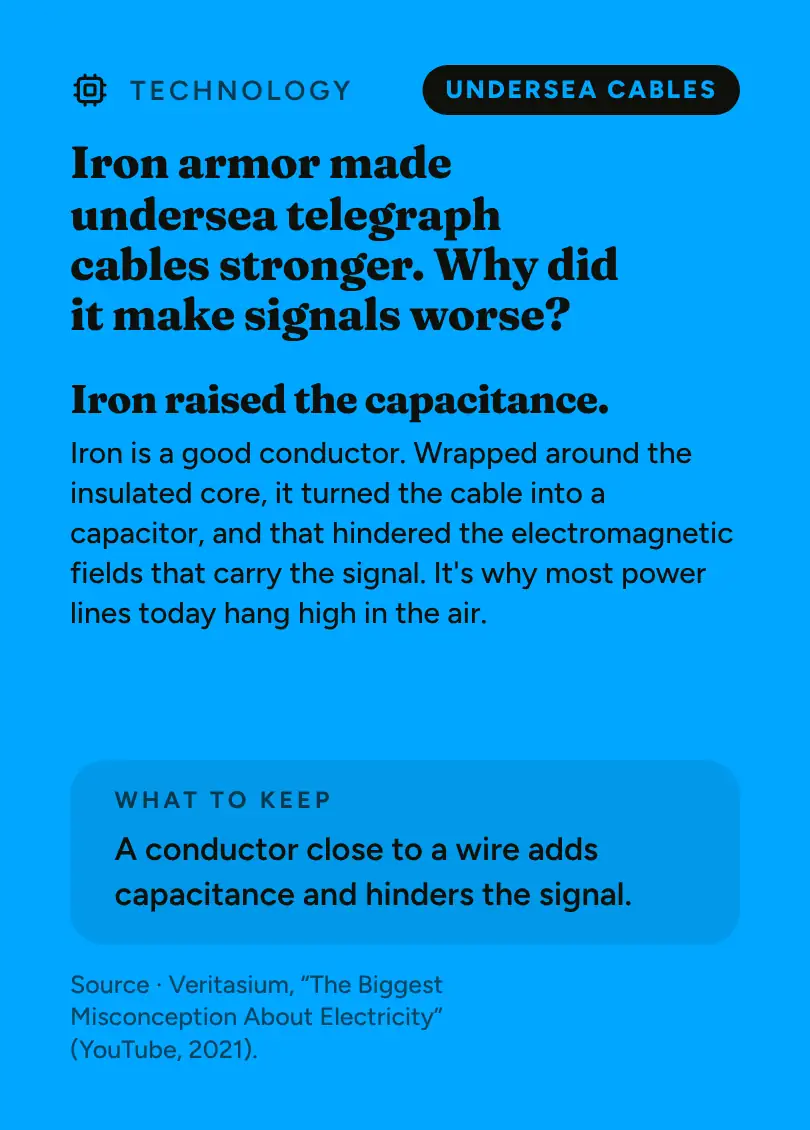 TECHNOLOGY
UNDERSEA CABLES
Iron armor made
undersea telegraph
cables stronger. Why did
it make signals worse?
Iron raised the capacitance.
Iron is a good conductor. Wrapped around the
insulated core, it turned the cable into a
capacitor, and that hindered the electromagnetic
fields that carry the signal. It's why most power
lines today hang high in the air.
WHAT TO KEEP
A conductor close to a wire adds
capacitance and hinders the signal.
Source · Veritasium, “The Biggest
Misconception About Electricity”
(YouTube, 2021).